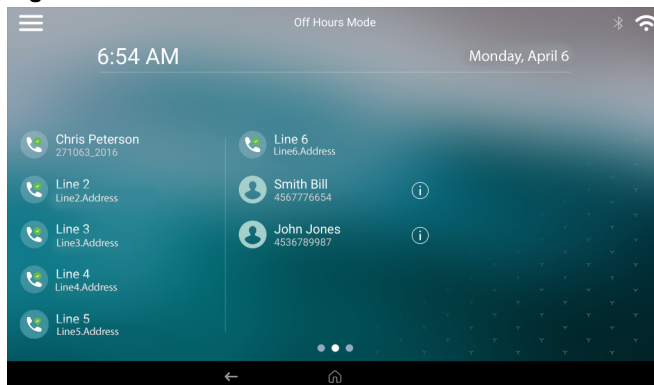 Off Hours Mode
6:54 AM
Monday, April 6
Chris Peterson
271063_2016
Line 2
Line2.Address
Line 3
Line3.Address
Line 4
Line4.Address
Line 5
Line5.Address
Line 6
Line6.Address
Smith Bill
4567776654
John Jones
4536789987